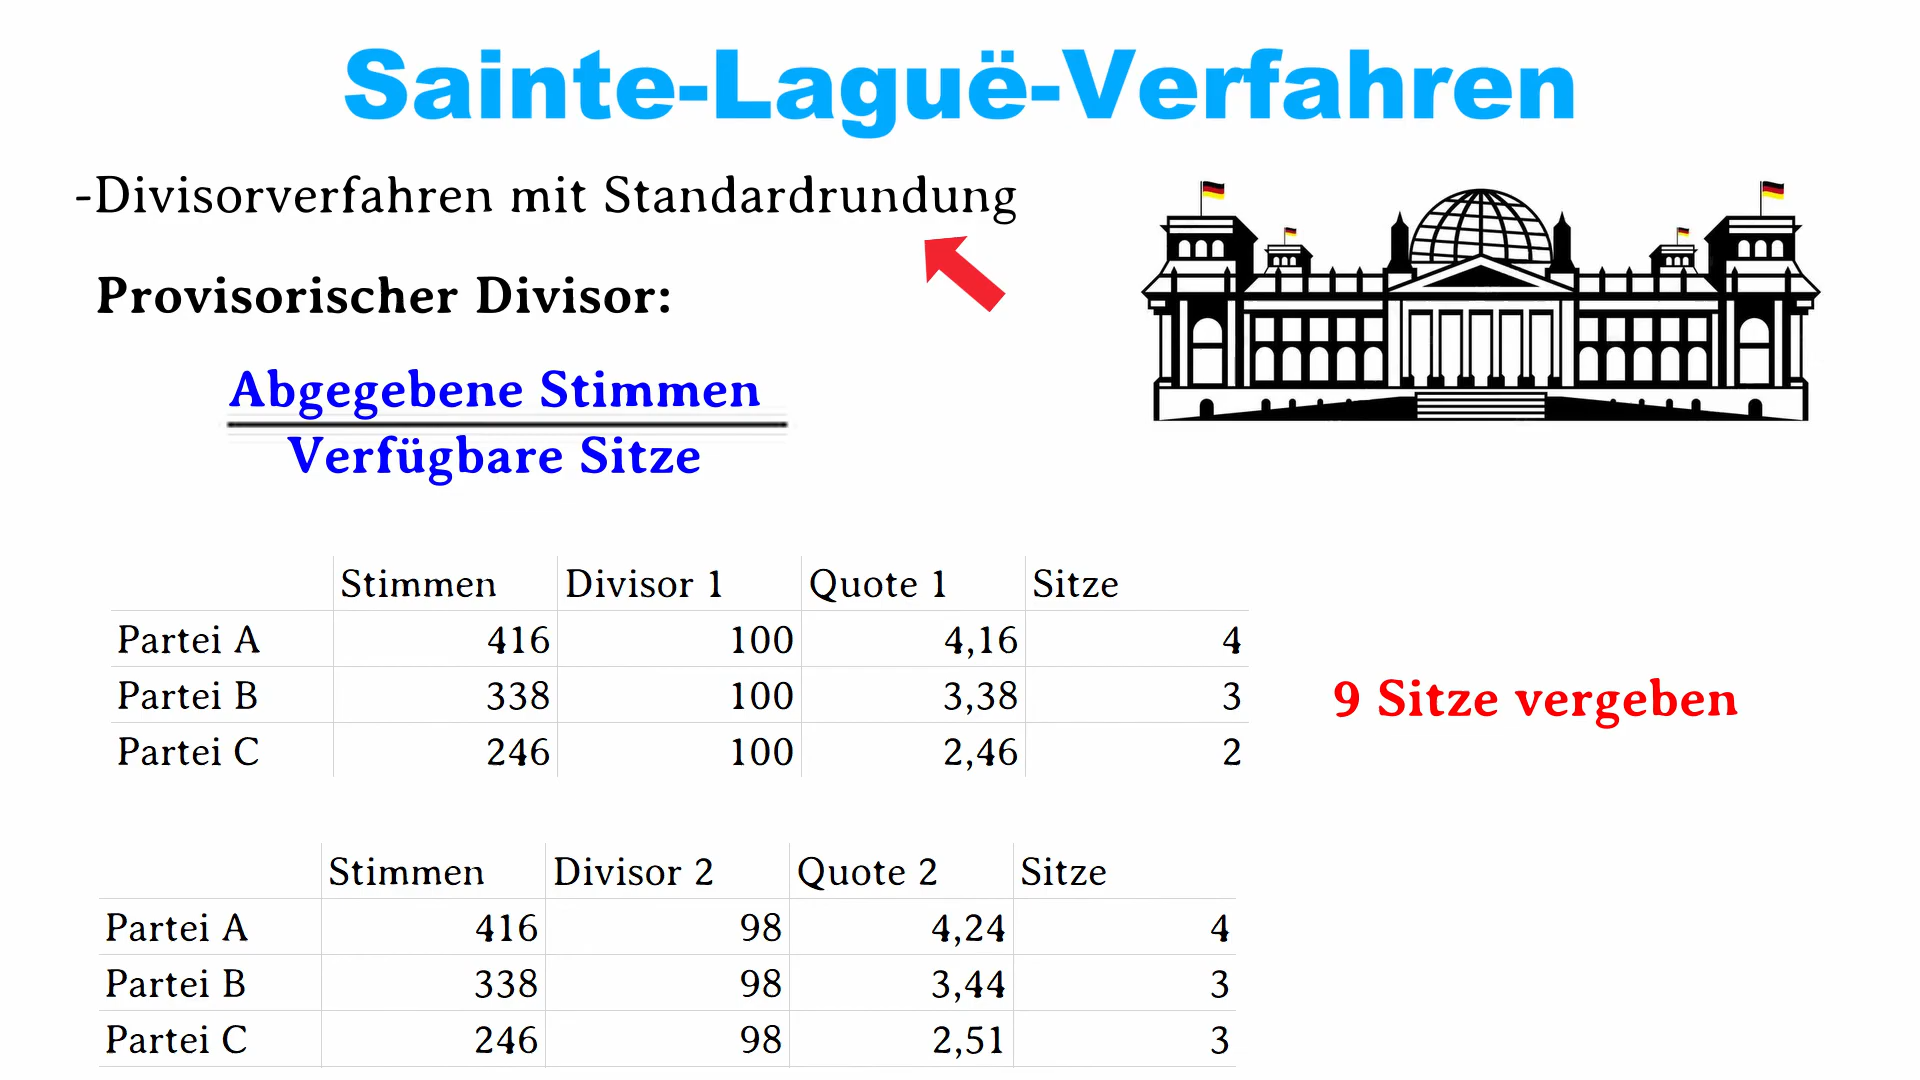 Sainte-Laguë-Verfahren
-Divisorverfahren mit Standardrundung
Provisorischer Divisor:
Abgegebene Stimmen
Verfügbare Sitze
Stimmen Divisor 1 Quote 1 Sitze
Partei A 416 100 4,16 4
Partei B 338 100 3,38 3
Partei C 246 100 2,46 2
9 Sitze vergeben
Stimmen Divisor 2 Quote 2 Sitze
Partei A 416 98 4,24 4
Partei B 338 98 3,44 3
Partei C 246 98 2,51 3